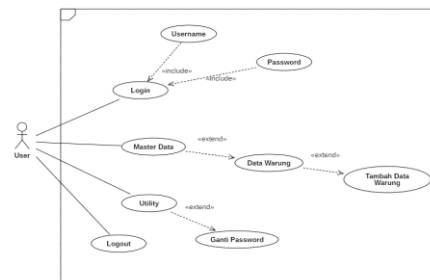 Username
«include»
Password
«include»
Login
User
Master Data
«extend»
Data Warung
«extend»
Tambah Data
Warung
Utility
«extend»
Ganti Password
Logout